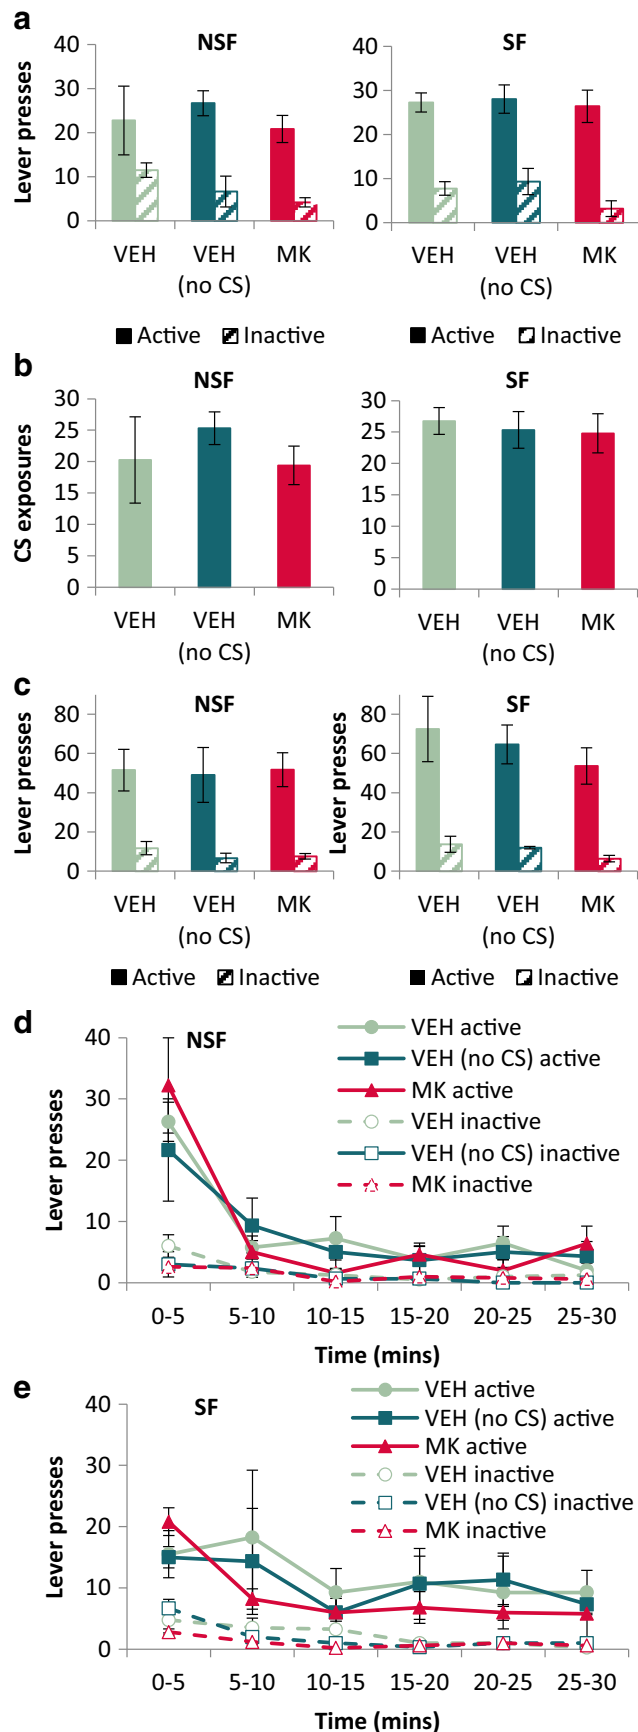 a
NSF
SF
Lever presses
40
30
20
10
0
40
30
20
10
0
VEH VEH MK
(no CS)
VEH VEH MK
(no CS)
Active Inactive
Active Inactive
b
NSF
SF
CS exposures
30
25
20
15
10
5
0
30
25
20
15
10
5
0
VEH VEH MK
(no CS)
VEH VEH MK
(no CS)
c
NSF
SF
Lever presses
80
60
40
20
0
Lever presses
80
60
40
20
0
VEH VEH MK
(no CS)
VEH VEH MK
(no CS)
Active Inactive
Active Inactive
d
NSF
VEH active
VEH (no CS) active
MK active
VEH inactive
VEH (no CS) inactive
MK inactive
Lever presses
40
30
20
10
0
0-5 5-10 10-15 15-20 20-25 25-30
Time (mins)
e
SF
VEH active
VEH (no CS) active
MK active
VEH inactive
VEH (no CS) inactive
MK inactive
Lever presses
40
30
20
10
0
0-5 5-10 10-15 15-20 20-25 25-30
Time (mins)